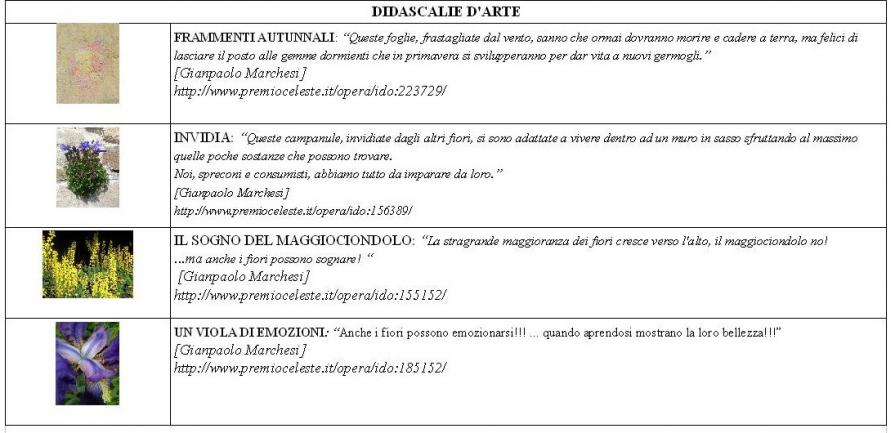 DIDASCALIE D'ARTE
FRAMMENTI AUTUNNALI: “Queste foglie, frastagliate dal vento, sanno che ormai dovranno morire e cadere a terra, ma felici di
lasciare il posto alle gemme dormienti che in primavera si svilupperanno per dar vita a nuovi germogli.”
[Gianpaolo Marchesi]
http://www.premioceleste.it/opera/ido:223729/
INVIDIA: “Queste campanule, invidiate dagli altri fiori, si sono adattate a vivere dentro ad un muro in sasso sfruttando al massimo
quelle poche sostanze che possono trovare.
Noi, spreconi e consumisti, abbiamo tutto da imparare da loro.”
[Gianpaolo Marchesi]
http://www.premioceleste.it/opera/ido:156389/
IL SOGNO DEL MAGGIOCIONDOLO: “La stragrande maggioranza dei fiori cresce verso l'alto, il maggiociondolo no!
...ma anche i fiori possono sognare! “
[Gianpaolo Marchesi]
http://www.premioceleste.it/opera/ido:155152/
UN VIOLA DI EMOZIONI: “Anche i fiori possono emozionarsi!!! ... quando aprendosi mostrano la loro bellezza!!!”
[Gianpaolo Marchesi]
http://www.premioceleste.it/opera/ido:185152/